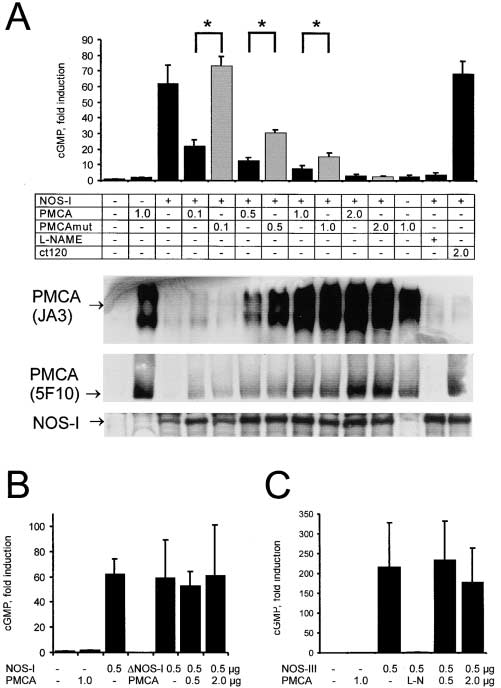 A
* * *
cGMP, fold induction
90
80
70
60
50
40
30
20
10
0
NOS-I - - + + + + + + + + + - + +
PMCA - 1.0 - 0.1 - 0.5 - 1.0 - 2.0 - - - -
PMCAmut - - - - 0.1 - 0.5 - 1.0 - 2.0 1.0 - -
L-NAME - - - - - - - - - - - - + -
ct120 - - - - - - - - - - - - - 2.0
PMCA
(JA3) →
PMCA
(5F10) →
NOS-I →
B
cGMP, fold induction
100
80
60
40
20
0
NOS-I - - 0.5 ΔNOS-I 0.5 0.5 0.5 µg
PMCA - 1.0 - PMCA - 0.5 2.0 µg
C
cGMP, fold induction
350
300
250
200
150
100
50
0
NOS-III - - 0.5 0.5 0.5 0.5 µg
PMCA - 1.0 - L-N 0.5 2.0 µg